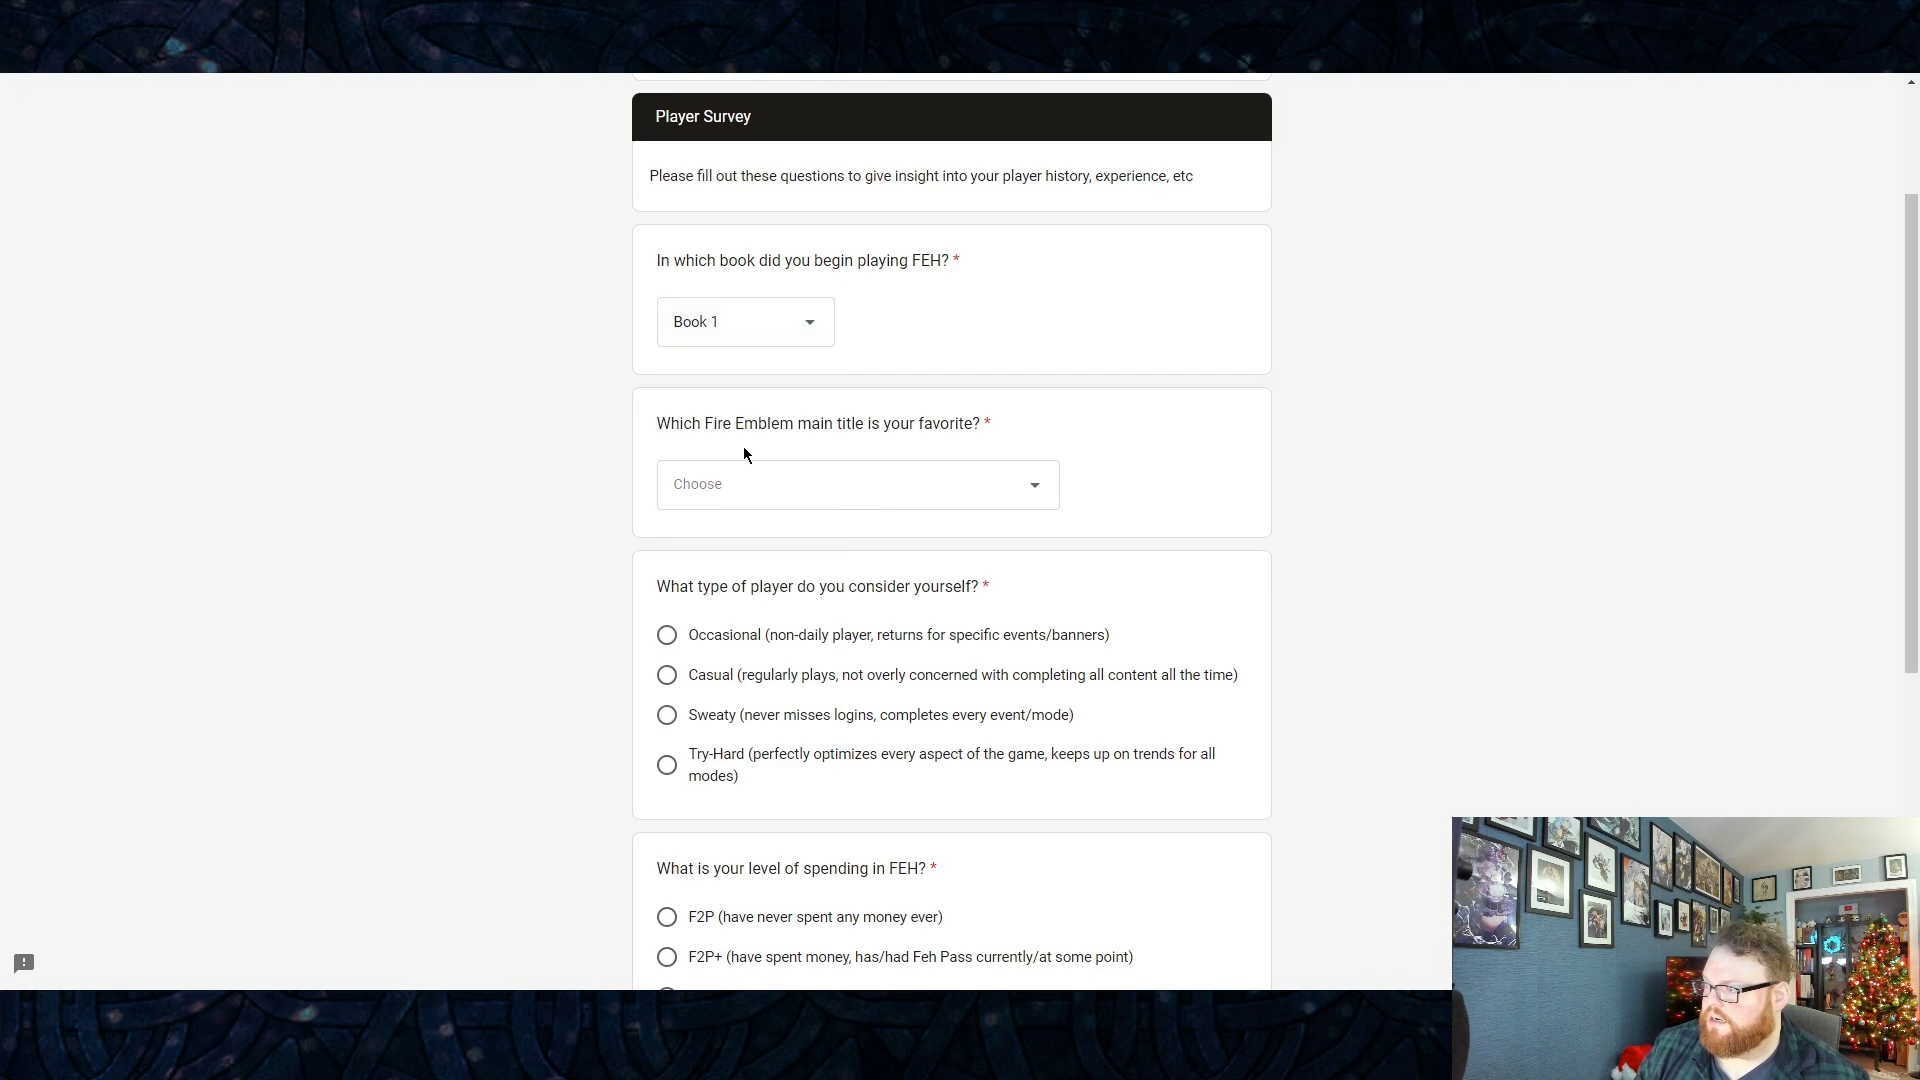 Player Survey
Please fill out these questions to give insight into your player history, experience, etc
In which book did you begin playing FEH? *
Book 1
Which Fire Emblem main title is your favorite? *
Choose
What type of player do you consider yourself? *
Occasional (non-daily player, returns for specific events/banners)
Casual (regularly plays, not overly concerned with completing all content all the time)
Sweaty (never misses logins, completes every event/mode)
Try-Hard (perfectly optimizes every aspect of the game, keeps up on trends for all
modes)
What is your level of spending in FEH? *
F2P (have never spent any money ever)
F2P+ (have spent money, has/had Feh Pass currently/at some point)